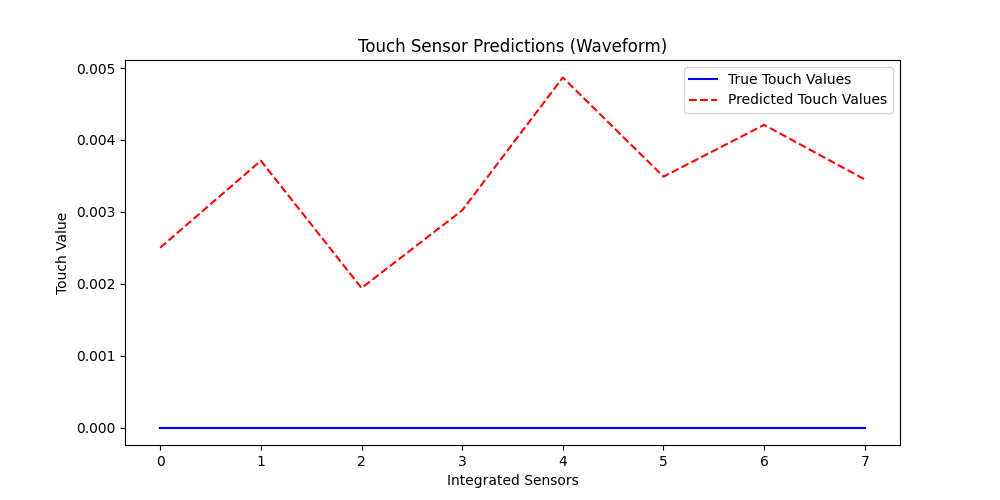 Touch Sensor Predictions (Waveform)
True Touch Values
Predicted Touch Values
0.005
0.004
0.003
0.002
0.001
0.000
Touch Value
0 1 2 3 4 5 6 7
Integrated Sensors